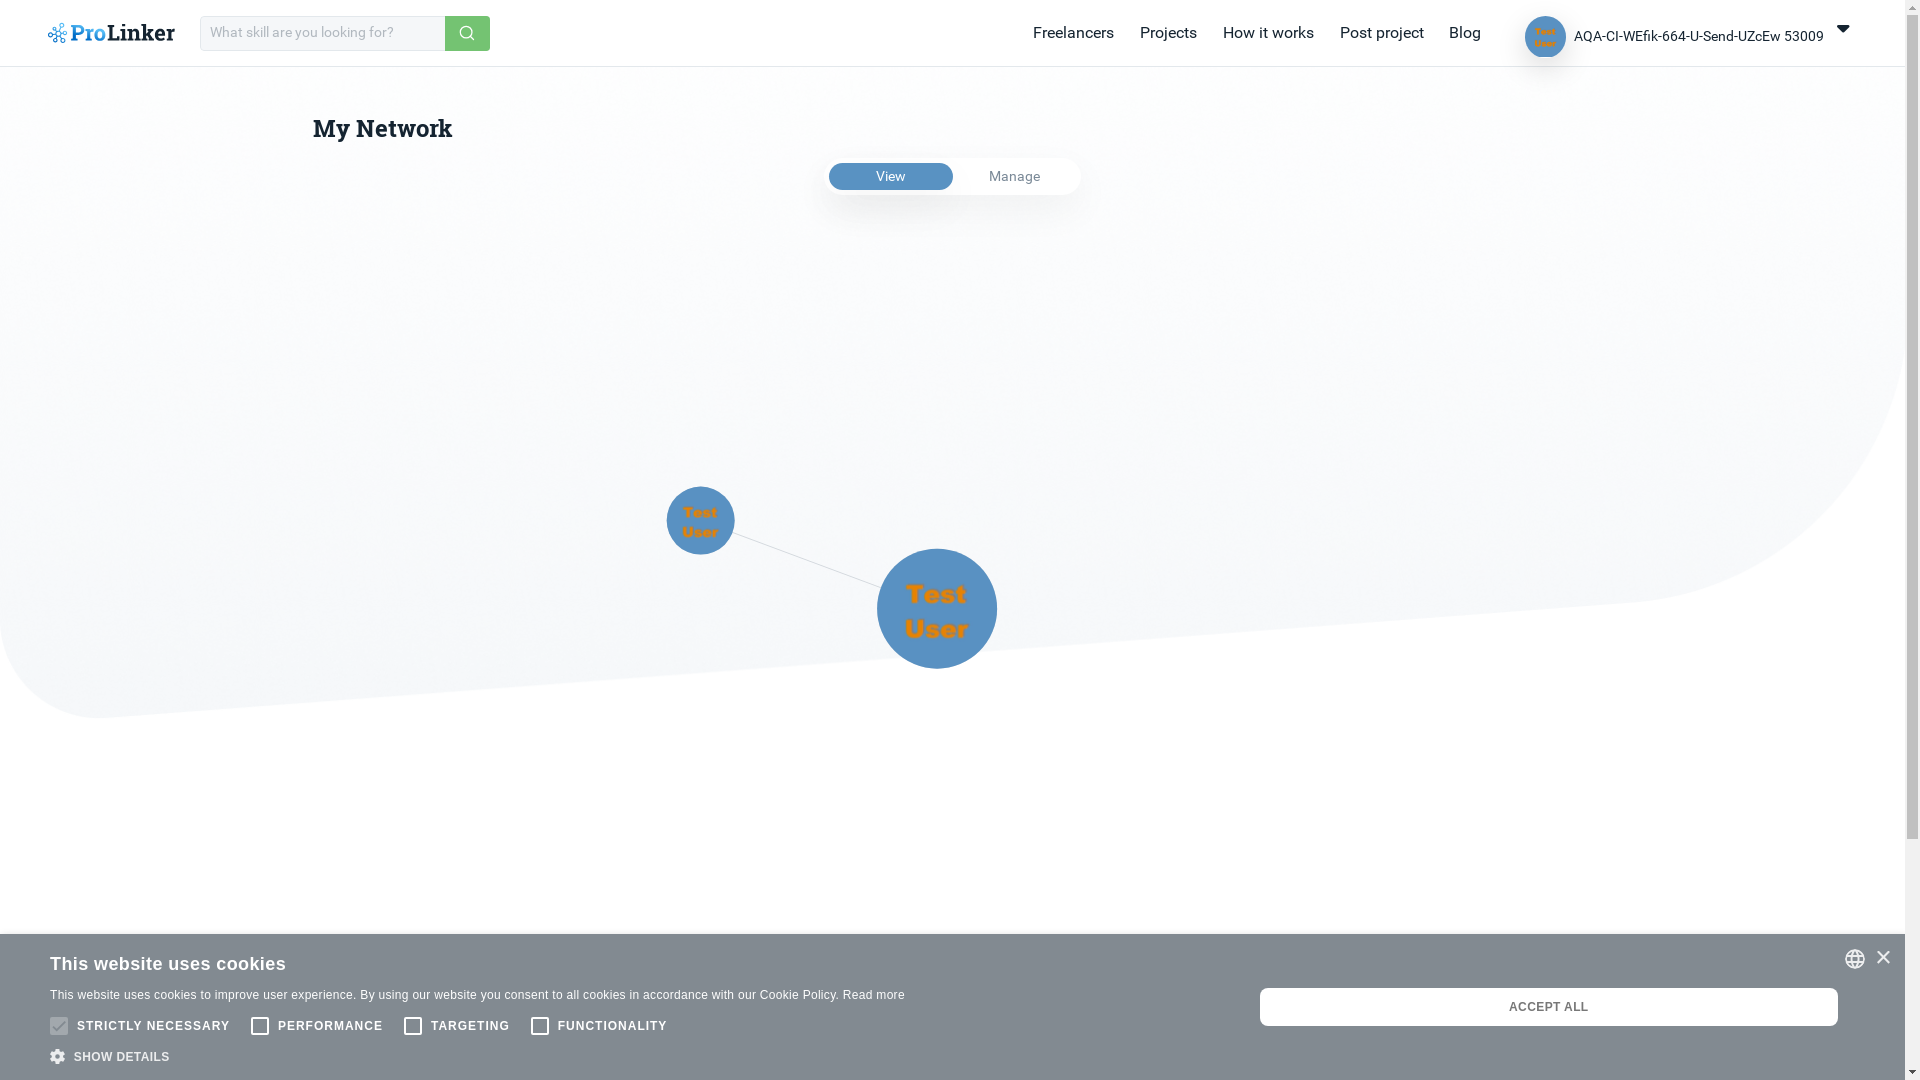 ProLinker
What skill are you looking for?
Freelancers
Projects
How it works
Post project
Blog
Test
User
AQA-CI-WEfik-664-U-Send-UZcEw 53009
My Network
View
Manage
Test
User
Test
User
This website uses cookies
This website uses cookies to improve user experience. By using our website you consent to all cookies in accordance with our Cookie Policy. Read more
STRICTLY NECESSARY
PERFORMANCE
TARGETING
FUNCTIONALITY
SHOW DETAILS
ACCEPT ALL